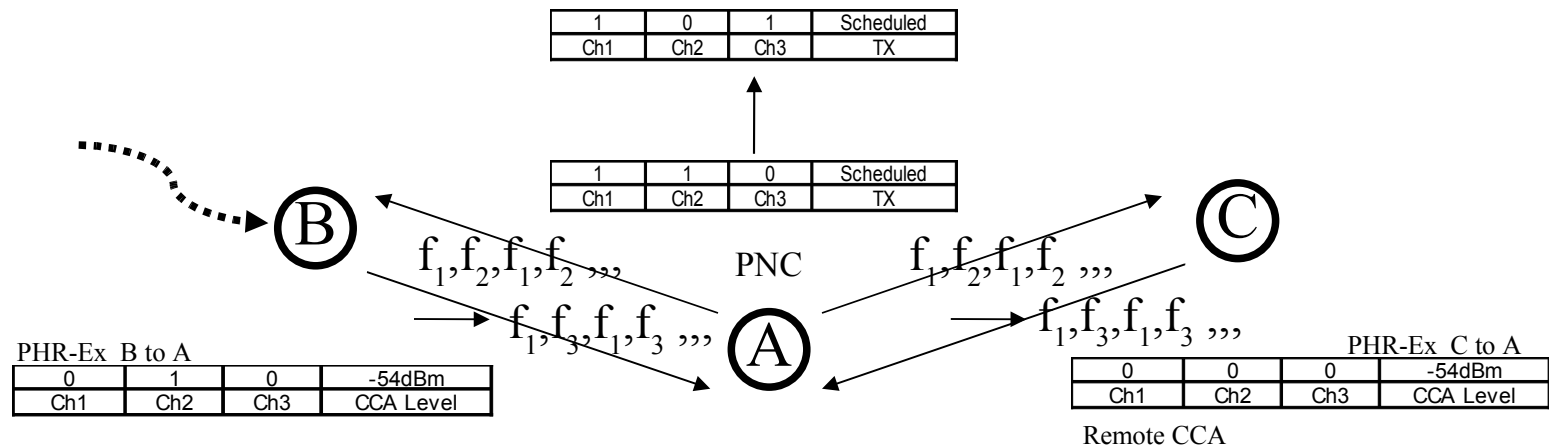 1 0 1 Scheduled
Ch1 Ch2 Ch3 TX
1 1 0 Scheduled
Ch1 Ch2 Ch3 TX
B
C
f1,f2,f1,f2 ,,,
PNC
f1,f2,f1,f2 ,,,
f1,f3,f1,f3 ,,,
A
f1,f3,f1,f3 ,,,
PHR-Ex B to A
0 1 0 -54dBm
Ch1 Ch2 Ch3 CCA Level
PHR-Ex C to A
0 0 0 -54dBm
Ch1 Ch2 Ch3 CCA Level
Remote CCA